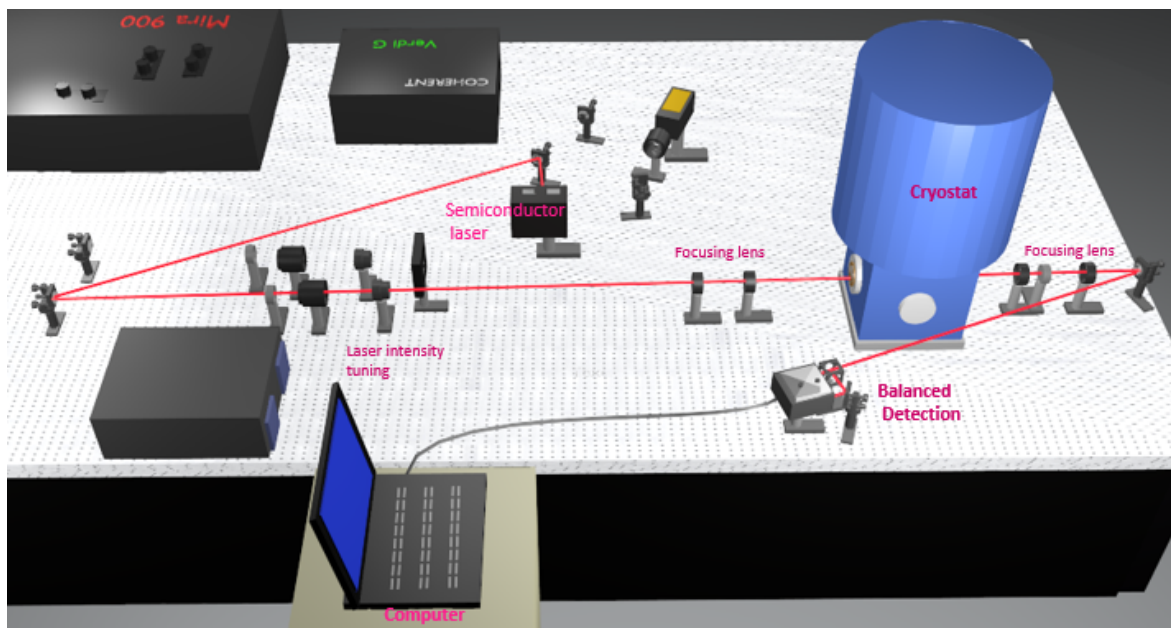 Mira 900
Verdi G
COHERENT
Cryostat
Semiconductor
laser
Focusing lens
Focusing lens
Laser intensity
tuning
Balanced
Detection
Computer